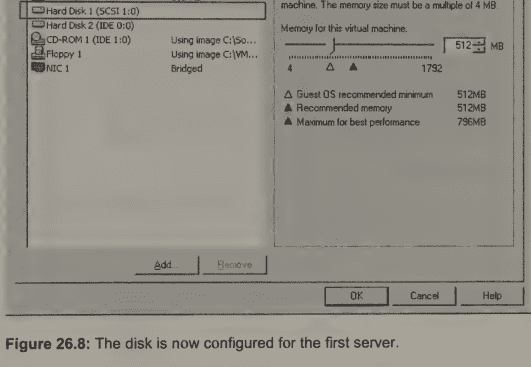 machine. The memory size must be a multiple of 4 MB.
Hard Disk 1 (SCSI 1:0)
Hard Disk 2 (IDE 0:0)
CD-ROM 1 (IDE 1:0) Using image C:\So...
Floppy 1 Using image C:\VM...
NIC 1 Bridged
Memory for this virtual machine.
512 MB
4 1792
Guest OS recommended minimum 512MB
Recommended memory 512MB
Maximum for best performance 796MB
Add... Remove
OK Cancel Help
Figure 26.8: The disk is now configured for the first server.